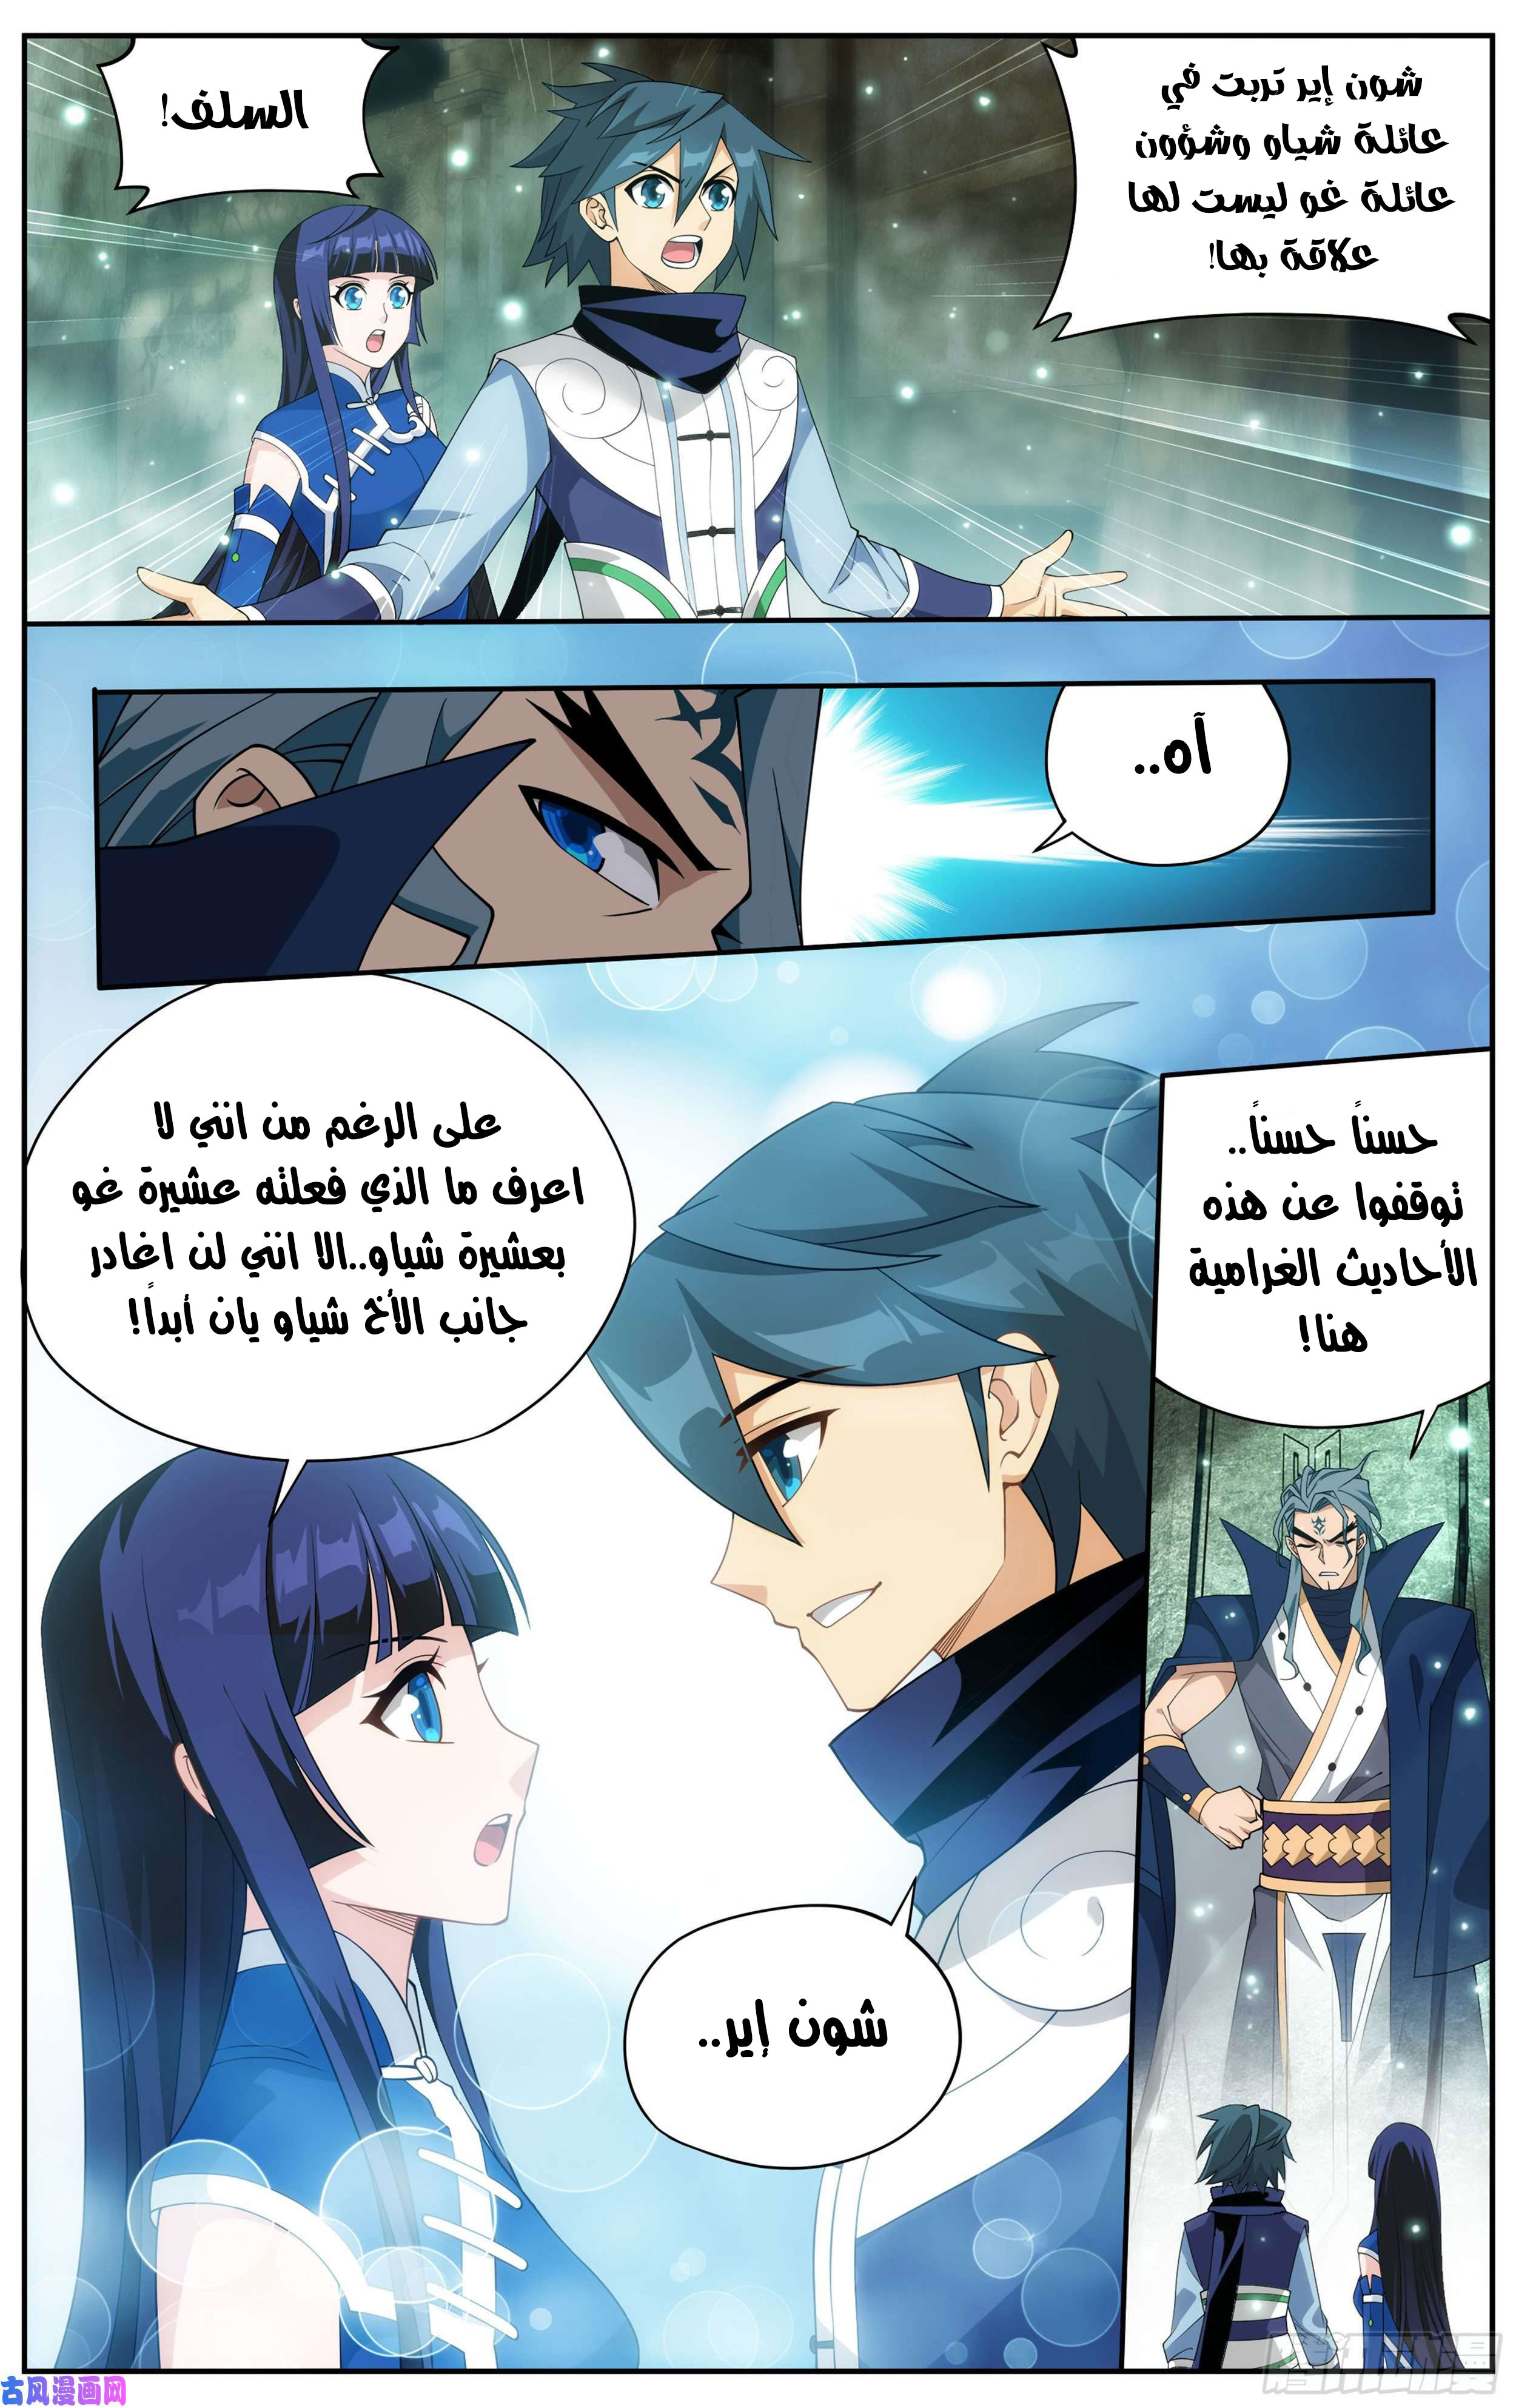 شون إير تربت في
عائلة شياو وشؤون
عائلة غو ليست لها
علاقة بها!
السلف!
آه..
على الرغم من انني لا
اعرف ما الذي فعلته عشيرة غو
بعشيرة شياو..الا انني لن اغادر
جانب الأخ شياو يان أبداً!
شون إير..
حسناً حسناً..
توقفوا عن هذه
الأحاديث الغرامية
هنا!
古风漫画网